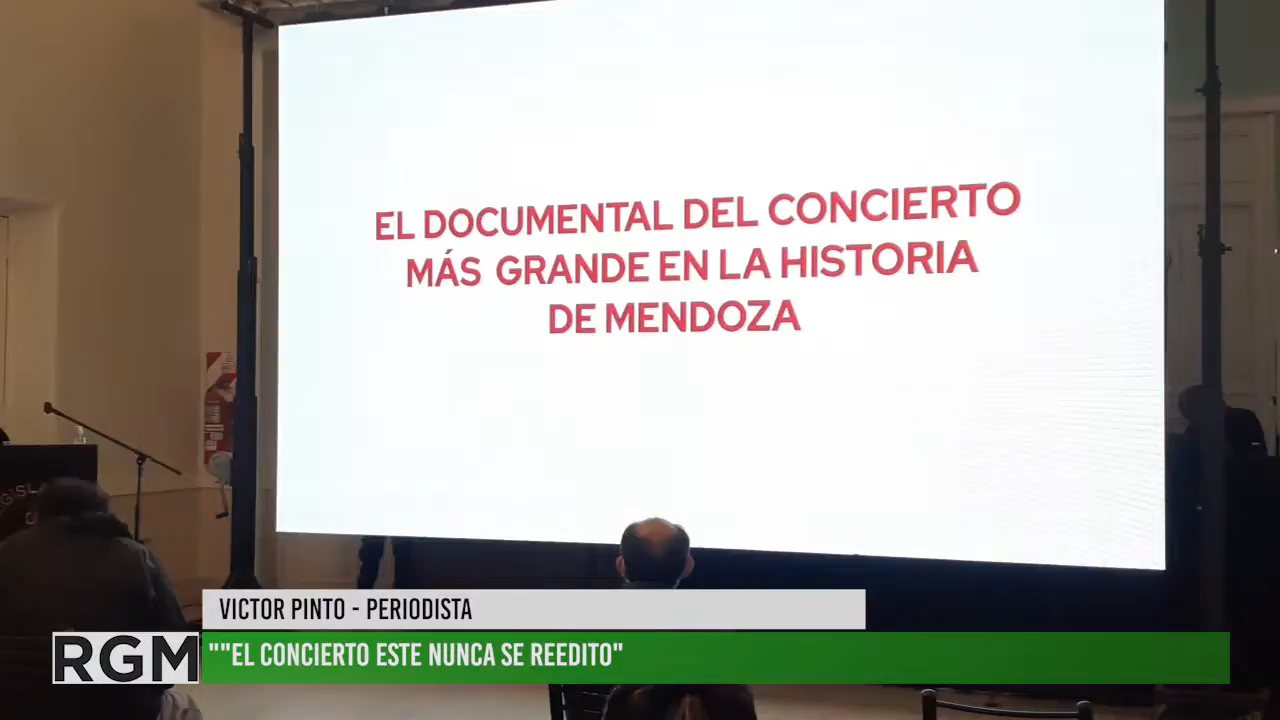 EL DOCUMENTAL DEL CONCIERTO
MÁS GRANDE EN LA HISTORIA
DE MENDOZA
VICTOR PINTO - PERIODISTA
RGM
""EL CONCIERTO ESTE NUNCA SE REEDITO"